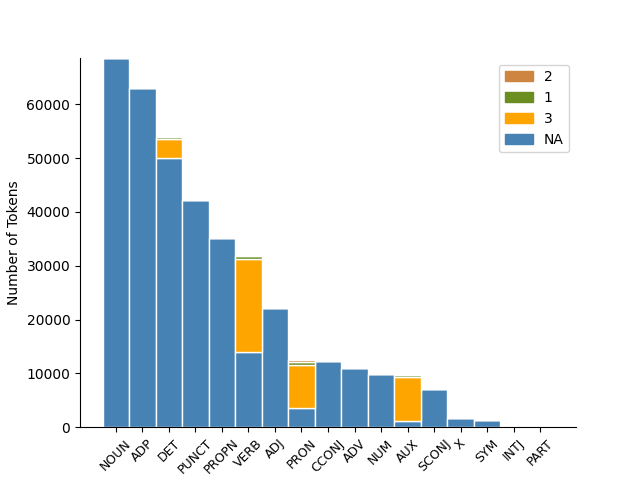 2
1
3
NA
Number of Tokens
60000
50000
40000
30000
20000
10000
0
NOUN
ADP
DET
PUNCT
PROPN
VERB
ADJ
PRON
CCONJ
ADV
NUM
AUX
SCONJ
X
SYM
INTJ
PART